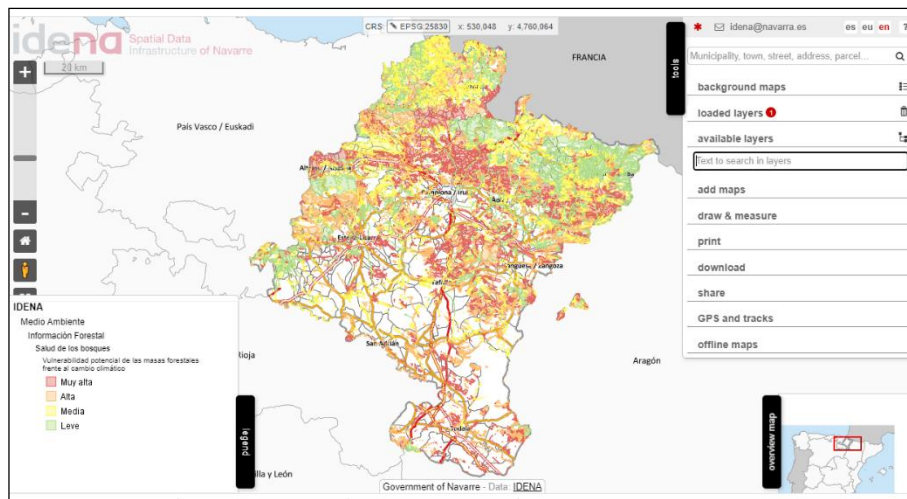 idena
Spatial Data
Infrastructure of Navarre
20 km
CRS: EPSG:25830 x: 530,048 y: 4,760,064
FRANCIA
País Vasco / Euskadi
Pamplona / Iruña
San Adrián
Tudela
Aragón
tools
idena@navarre.es
es eu en ?
Municipality, town, street, address, parcel...
background maps
loaded layers 1
available layers
Text to search in layers
add maps
draw & measure
print
download
share
GPS and tracks
offline maps
IDENA
Medio Ambiente
Información Forestal
Salud de los bosques
Vulnerabilidad potencial de las masas forestales
frente al cambio climático
Muy alta
Alta
Media
Leve
legend
overview map
Government of Navarre - Data: IDENA